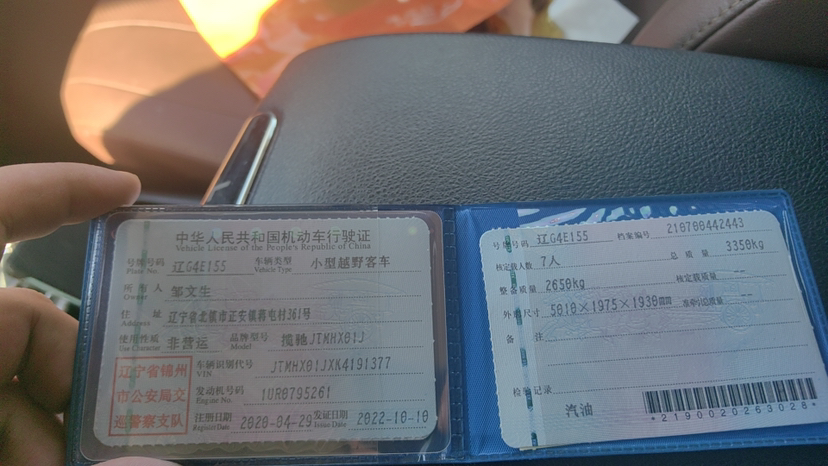 中华人民共和国机动车行驶证
Vehicle License of the People's Republic of China
号牌号码 辽G4E155 车辆类型 小型越野客车
Plate No. Vehicle Type
所有人 邹文生
Owner
住址 辽宁省北镇市正安镇蒋屯村361号
Address
使用性质 非营运 品牌型号 揽驰JTMHX01J
Use Character Model
辽宁省锦州
市公安局交
巡警察支队
车辆识别代号 JTMHX01JXK4191377
VIN
发动机号码 1UR0795261
Engine No.
注册日期 2020-04-29 发证日期 2022-10-10
Register Date Issue Date
号牌号码 辽G4E155 档案编号 210700442443
核定载人数 7人 总质量 3350kg
整备质量 2650kg 核定载质量 --
外廓尺寸 5010×1975×1930mm 准牵引总质量 --
备注
检验记录
汽油
*2190020253028*